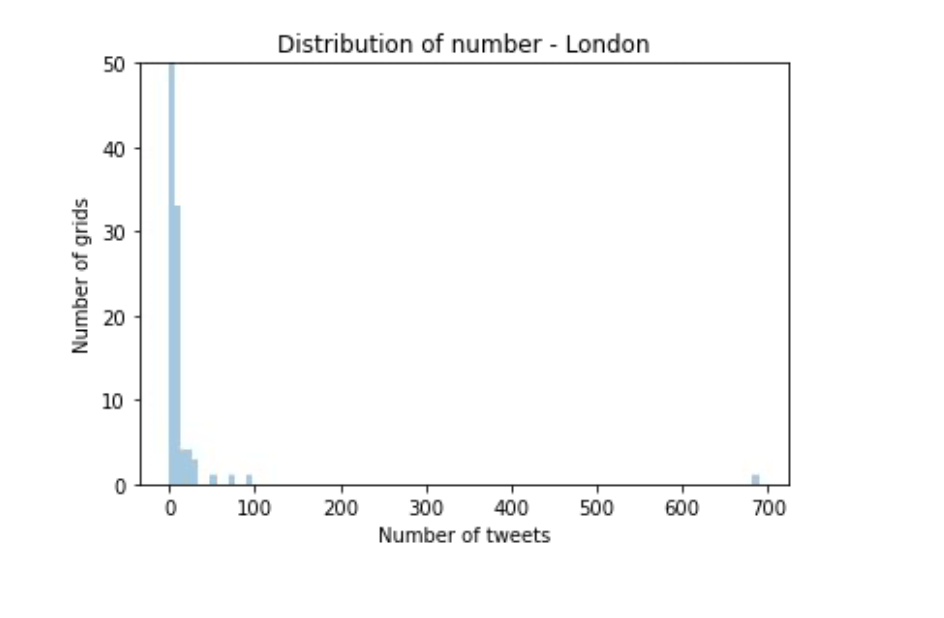 Distribution of number - London
50
40
30
20
10
0
Number of grids
0 100 200 300 400 500 600 700
Number of tweets